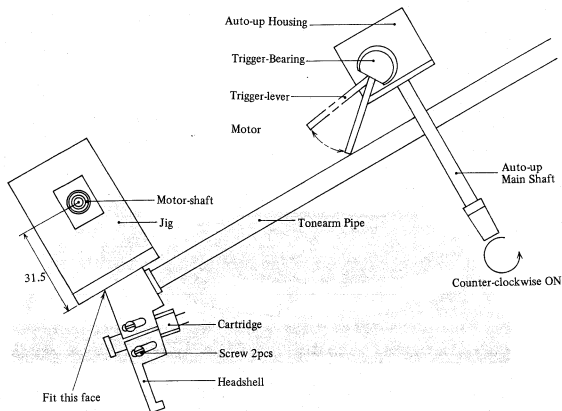 Auto-up Housing
Trigger-Bearing
Trigger-lever
Motor
Auto-up
Main Shaft
Motor-shaft
Jig
Tonearm Pipe
31.5
Counter-clockwise ON
Cartridge
Screw 2pcs
Headshell
Fit this face